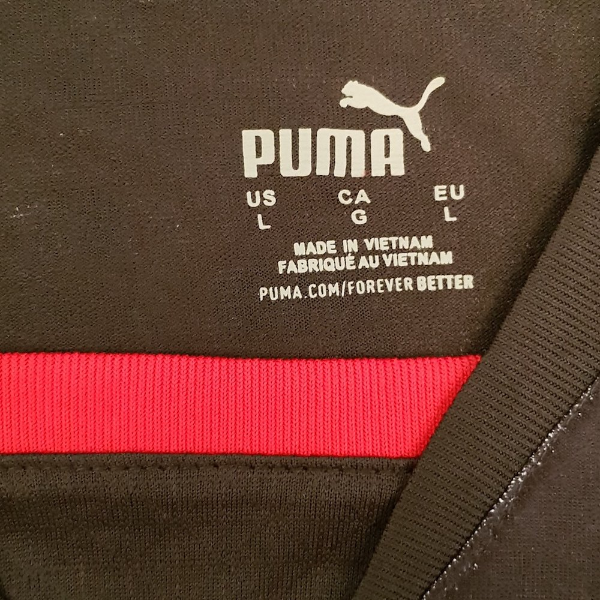 PUMA
US CA EU
L G L
MADE IN VIETNAM
FABRIQUÉ AU VIETNAM
PUMA.COM/FOREVER BETTER